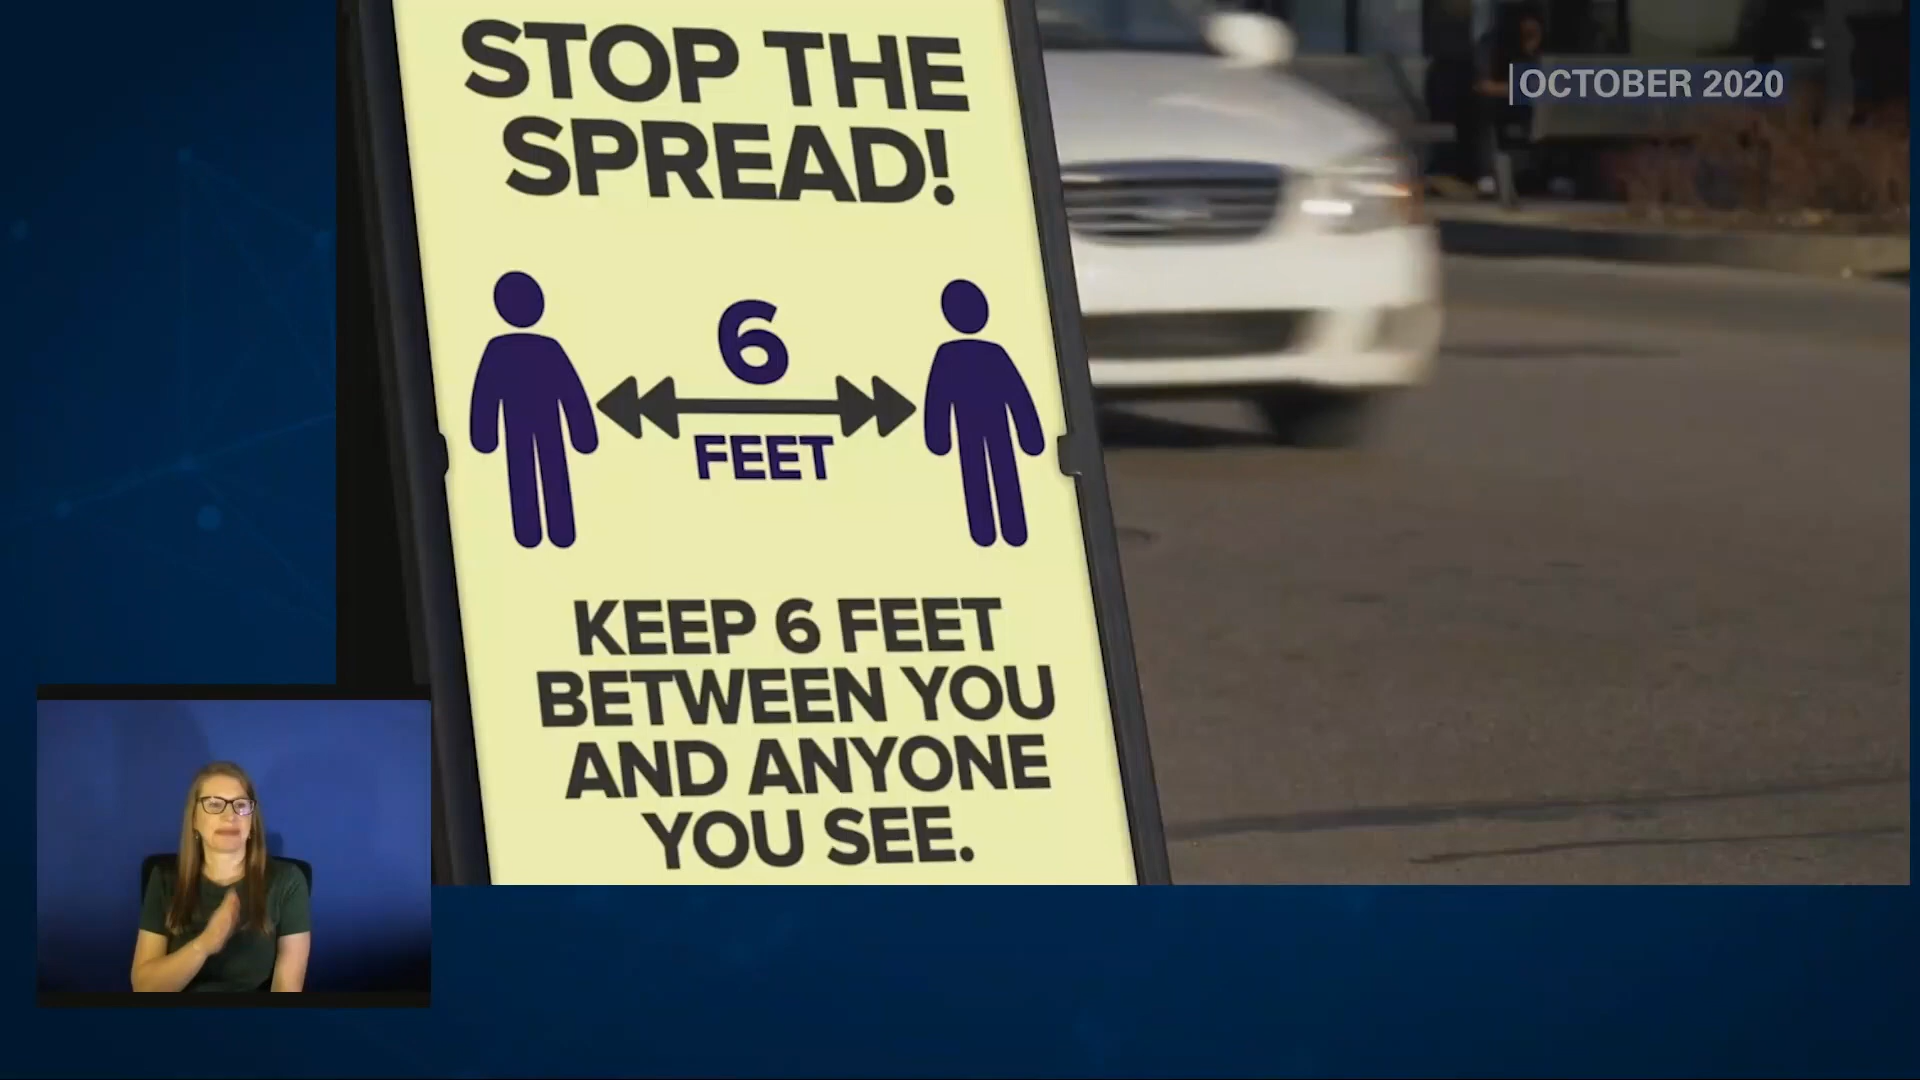 STOP THE
SPREAD!
6
FEET
KEEP 6 FEET
BETWEEN YOU
AND ANYONE
YOU SEE.
OCTOBER 2020